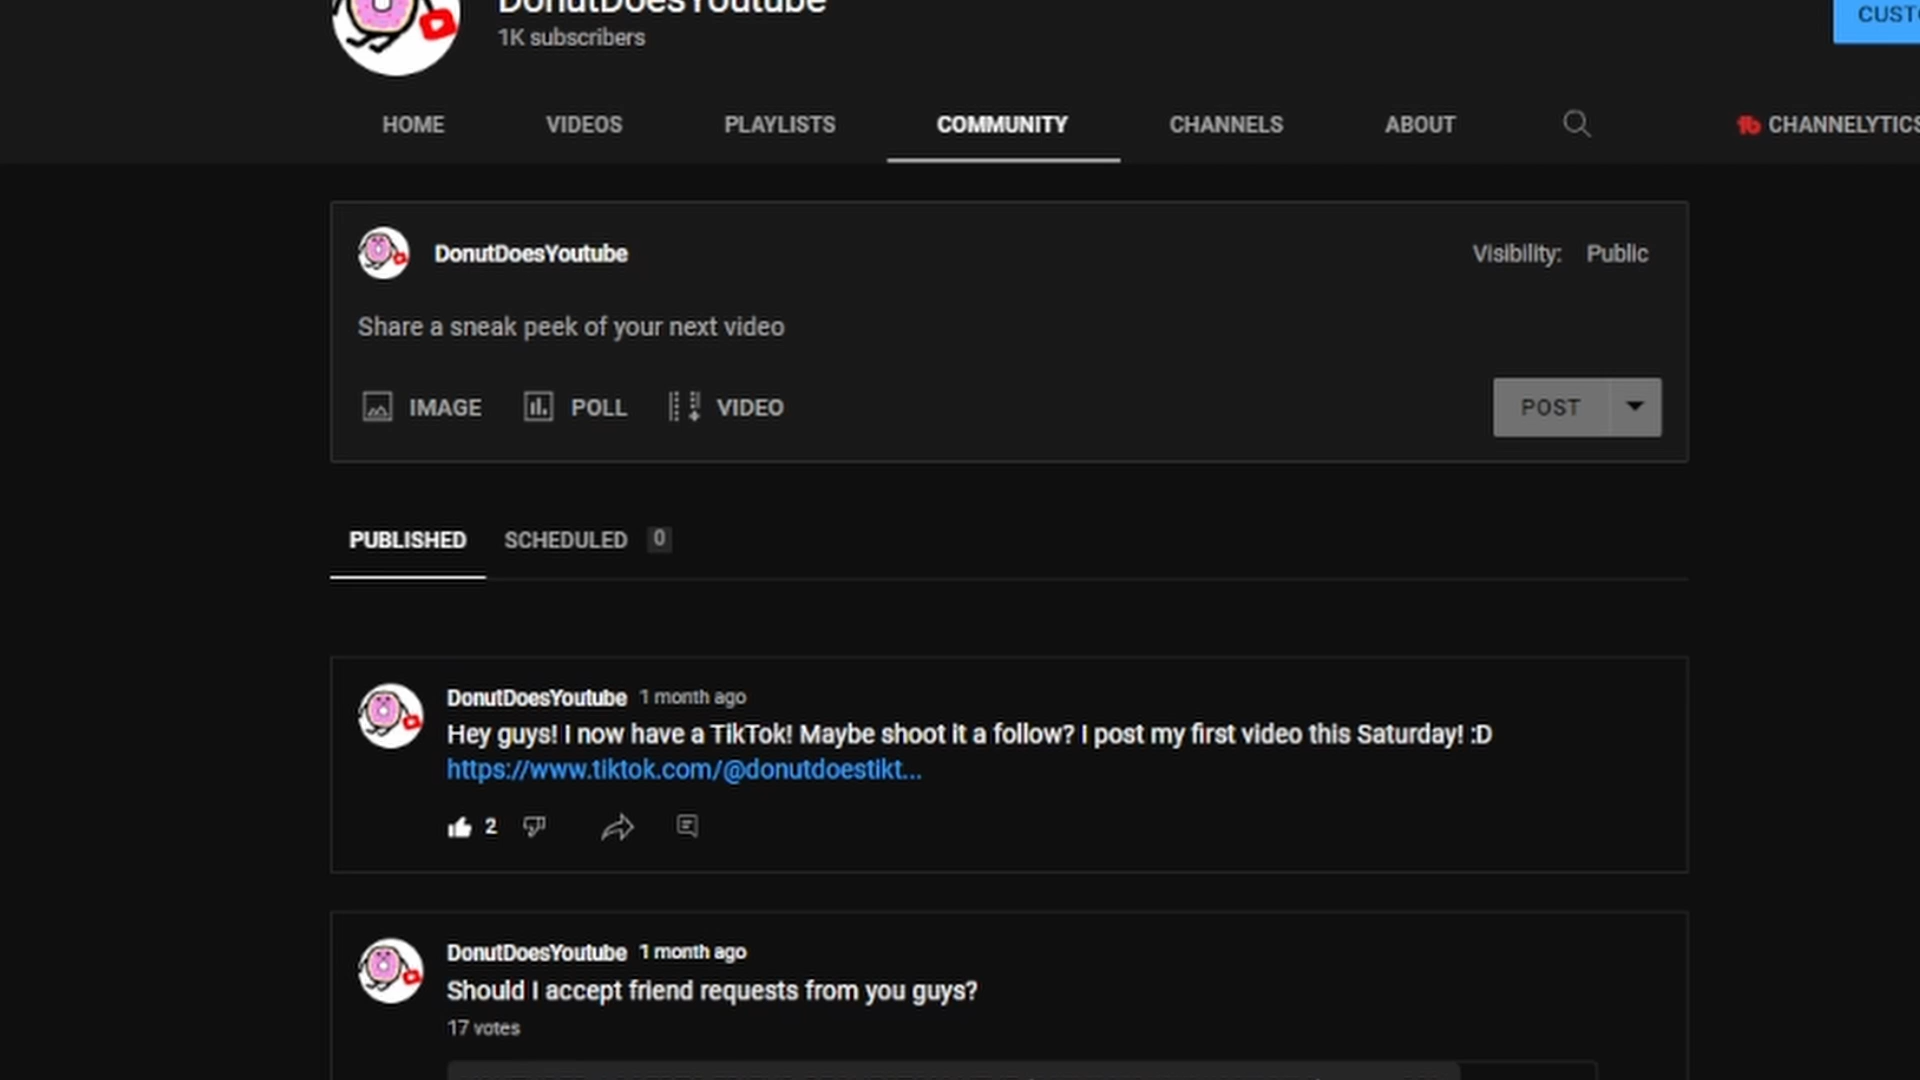 DonutDoesYoutube
1K subscribers
CUST
HOME VIDEOS PLAYLISTS COMMUNITY CHANNELS ABOUT CHANNELYTICS
DonutDoesYoutube Visibility: Public
Share a sneak peek of your next video
IMAGE POLL VIDEO POST
PUBLISHED SCHEDULED 0
DonutDoesYoutube 1 month ago
Hey guys! I now have a TikTok! Maybe shoot it a follow? I post my first video this Saturday! :D
https://www.tiktok.com/@donutdoestikt...
2
DonutDoesYoutube 1 month ago
Should I accept friend requests from you guys?
17 votes